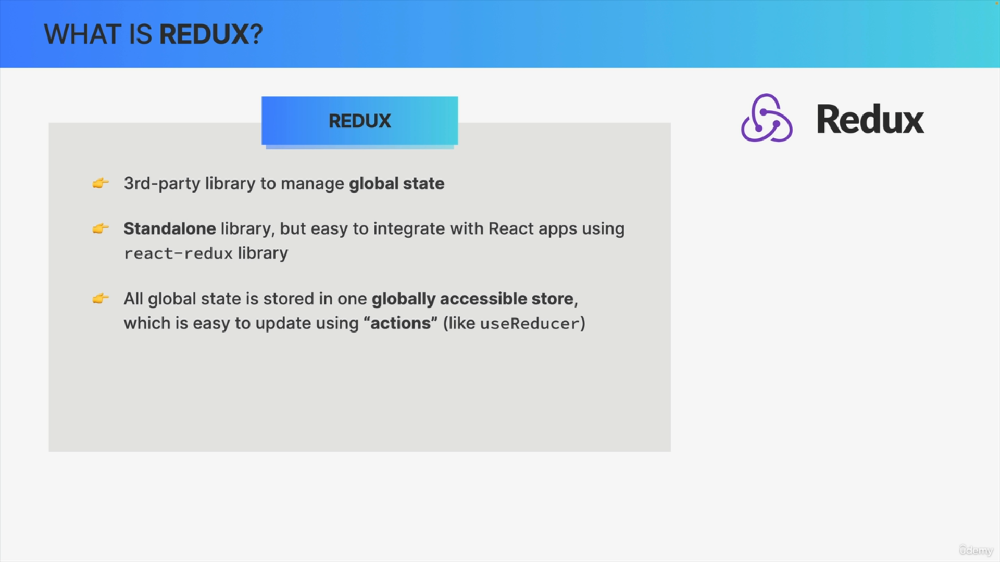 WHAT IS REDUX?
REDUX
Redux
👉 3rd-party library to manage global state
👉 Standalone library, but easy to integrate with React apps using
react-redux library
👉 All global state is stored in one globally accessible store,
which is easy to update using “actions” (like useReducer)
ûdemy